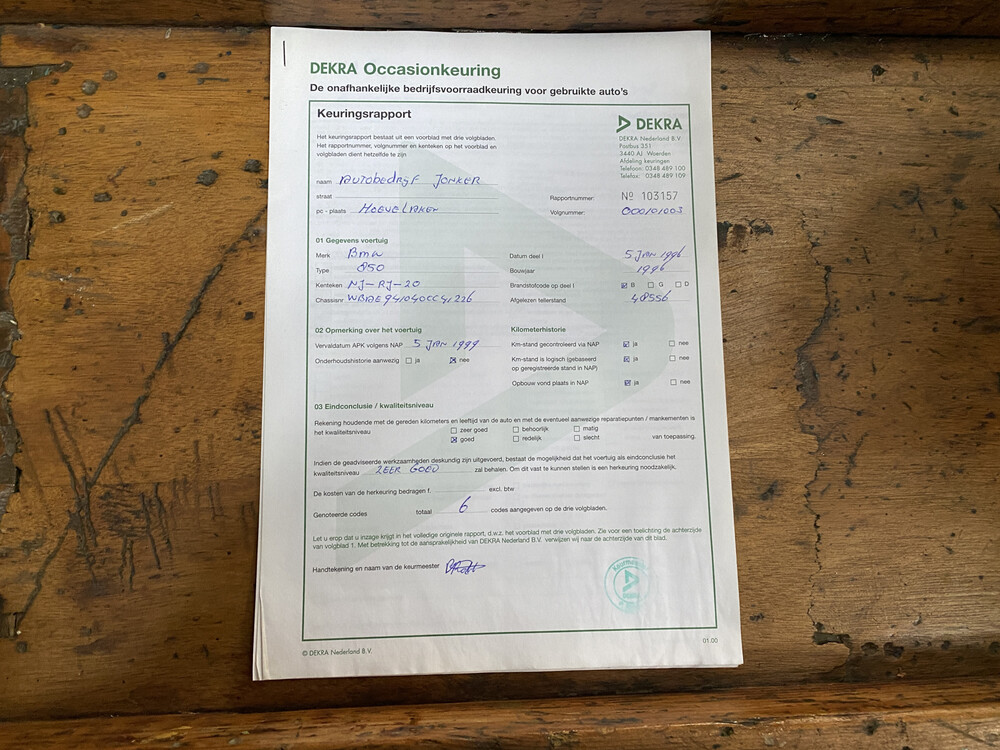 DEKRA Occasionkeuring
De onafhankelijke bedrijfsvoorraadkeuring voor gebruikte auto's
Keuringsrapport
DEKRA
Het keuringsrapport bestaat uit een voorblad met drie volgbladen.
Het rapportnummer, volgnummer en kenteken op het voorblad en
volgbladen dient hetzelfde te zijn
DEKRA Nederland B.V.
Postbus 351
3440 AJ Woerden
Afdeling keuringen
Telefoon: 0348 489 100
Telefax: 0348 489 109
naam AUTOBEDRIJF JONKER
straat
Rapportnummer: Nº 103157
pc - plaats HOEVELAKEN
Volgnummer: 000101003
01 Gegevens voertuig
Merk BMW
Datum deel I 5 JAN 1996
Type 850
Bouwjaar 1996
Kenteken NJ-RJ-20
Brandstofcode op deel I B G D
Chassisnr WBAEG41040CC41226
Afgelezen tellerstand 48556
02 Opmerking over het voertuig
Kilometerhistorie
Vervaldatum APK volgens NAP 5 JAN 1999
Km-stand gecontroleerd via NAP ja nee
Onderhoudshistorie aanwezig ja nee
Km-stand is logisch (gebaseerd ja nee
op geregistreerde stand in NAP)
Opbouw vond plaats in NAP ja nee
03 Eindconclusie / kwaliteitsniveau
Rekening houdende met de gereden kilometers en leeftijd van de auto en met de eventueel aanwezige reparatiepunten / mankementen is
het kwaliteitsniveau zeer goed behoorlijk matig
goed redelijk slecht van toepassing.
Indien de geadviseerde werkzaamheden deskundig zijn uitgevoerd, bestaat de mogelijkheid dat het voertuig als eindconclusie het
kwaliteitsniveau ZEER GOED zal behalen. Om dit vast te kunnen stellen is een herkeuring noodzakelijk.
De kosten van de herkeuring bedragen f. excl. btw
Genoteerde codes totaal 6 codes aangegeven op de drie volgbladen.
Let u erop dat u inzage krijgt in het volledige originele rapport, d.w.z. het voorblad met drie volgbladen. Zie voor een toelichting de achterzijde
van volgblad 1. Met betrekking tot de aansprakelijkheid van DEKRA Nederland B.V. verwijzen wij naar de achterzijde van dit blad.
Handtekening en naam van de keurmeester
© DEKRA Nederland B.V.
01.00